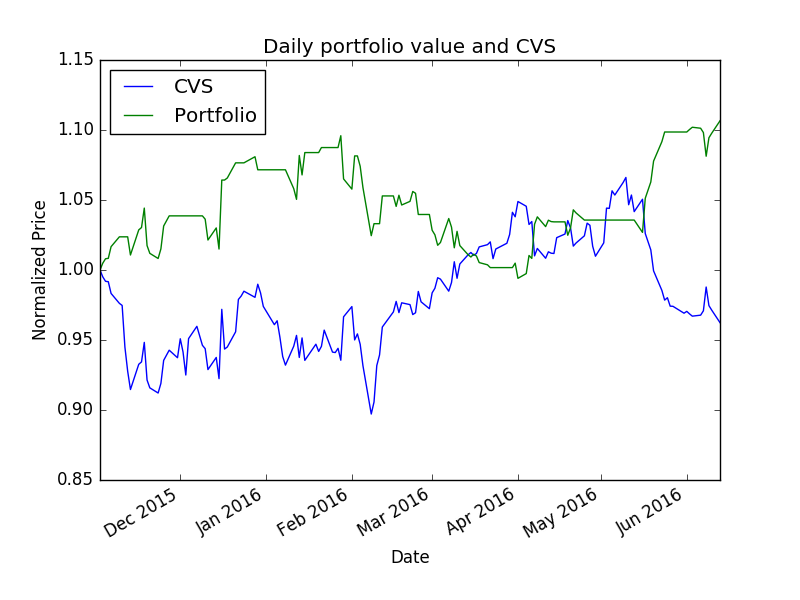 Daily portfolio value and CVS
1.15
1.10
1.05
1.00
0.95
0.90
0.85
Normalized Price
CVS
Portfolio
Dec 2015
Jan 2016
Feb 2016
Mar 2016
Apr 2016
May 2016
Jun 2016
Date